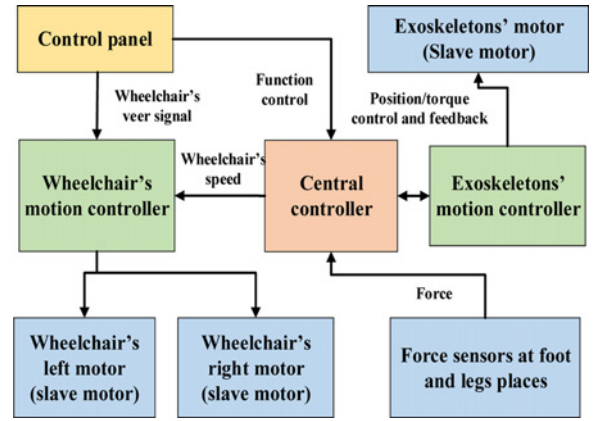 Control panel
Exoskeletons' motor
(Slave motor)
Function
control
Wheelchair's
veer signal
Position/torque
control and feedback
Wheelchair's
motion controller
Wheelchair's
speed
Central
controller
Exoskeletons'
motion controller
Force
Wheelchair's
left motor
(slave motor)
Wheelchair's
right motor
(slave motor)
Force sensors at foot
and legs places